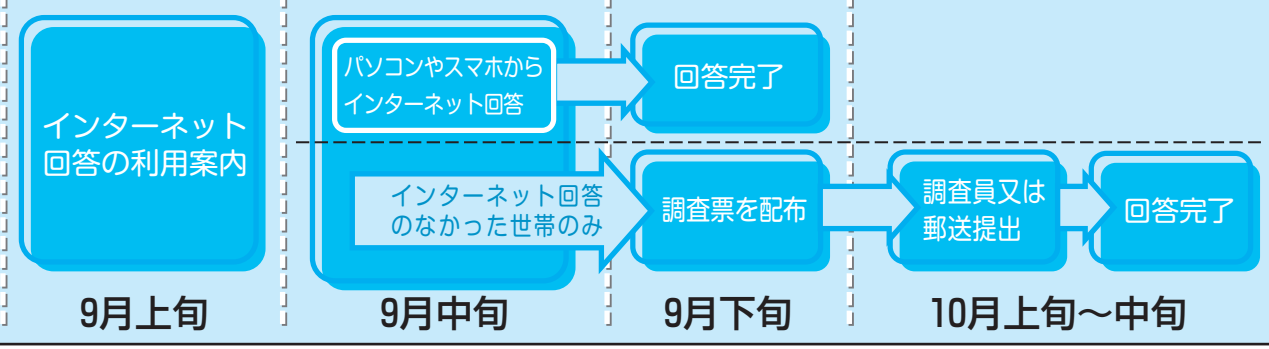 インターネット
回答の利用案内
パソコンやスマホから
インターネット回答
回答完了
インターネット回答
のなかった世帯のみ
調査票を配布
調査員又は
郵送提出
回答完了
9月上旬
9月中旬
9月下旬
10月上旬～中旬